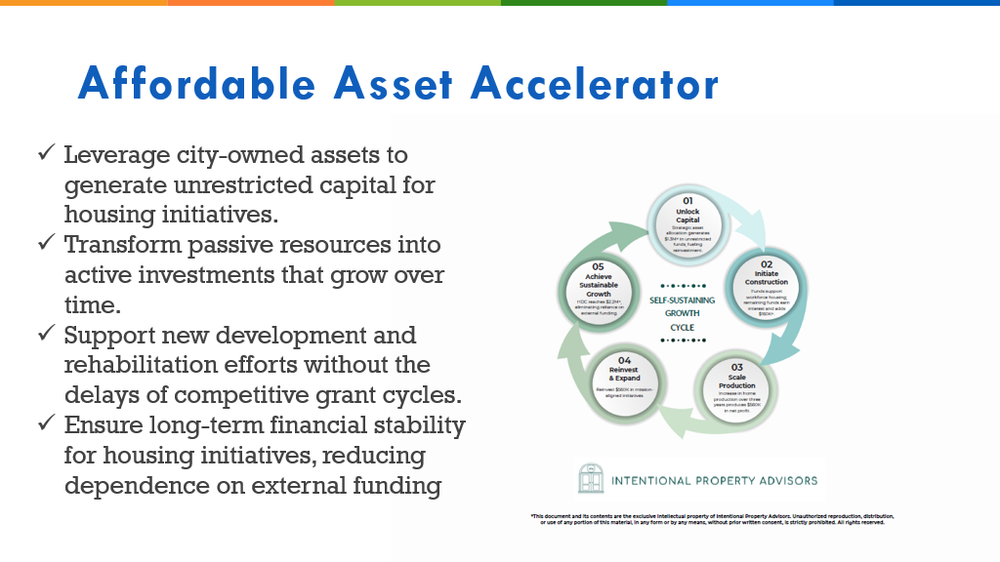 Affordable Asset Accelerator
✓ Leverage city-owned assets to
generate unrestricted capital for
housing initiatives.
✓ Transform passive resources into
active investments that grow over
time.
✓ Support new development and
rehabilitation efforts without the
delays of competitive grant cycles.
✓ Ensure long-term financial stability
for housing initiatives, reducing
dependence on external funding
01
Unlock
Capital
Strategic asset
allocation generates
$1.3M+ in unrestricted
funds, fueling
reinvestment.
02
Initiate
Construction
Funds support
workforce housing;
remaining funds earn
interest and adds
03
Scale
Production
Increase in home
production over three
years produces $560K
in net profit.
04
Reinvest
& Expand
Reinvest $560K in mission-
aligned initiatives
05
Achieve
Sustainable
Growth
HDC reaches $2.2M+,
eliminating reliance on
external funding.
SELF-SUSTAINING
GROWTH
CYCLE
INTENTIONAL PROPERTY ADVISORS
*This document and its contents are the exclusive intellectual property of Intentional Property Advisors. Unauthorized reproduction, distribution,
or use of any portion of this material, in any form or by any means, without prior written consent, is strictly prohibited. All rights reserved.